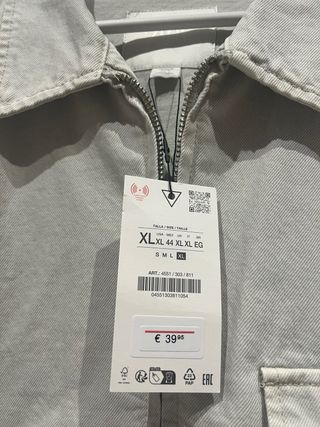 TALLA / SIZE / TAILLE
USA MEX UK IT BR
XL XL 44 XL XL EG
S M L XL
ART.: 4551 / 303 / 811
04551303811054
€ 39 95
PAP
EAC